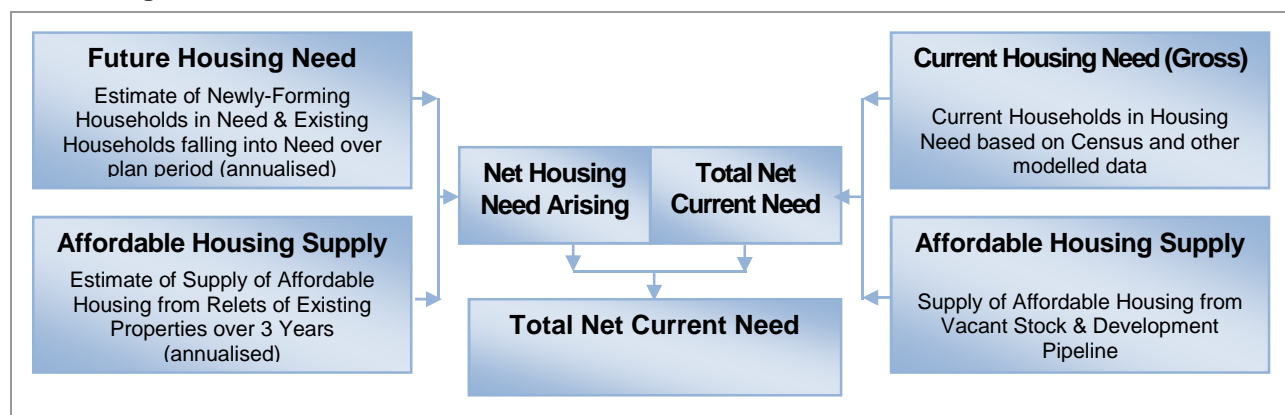 Future Housing Need
Estimate of Newly-Forming
Households in Need & Existing
Households falling into Need over
plan period (annualised)
Affordable Housing Supply
Estimate of Supply of Affordable
Housing from Relets of Existing
Properties over 3 Years
(annualised)
Net Housing
Need Arising
Total Net
Current Need
Total Net Current Need
Current Housing Need (Gross)
Current Households in Housing
Need based on Census and other
modelled data
Affordable Housing Supply
Supply of Affordable Housing from
Vacant Stock & Development
Pipeline